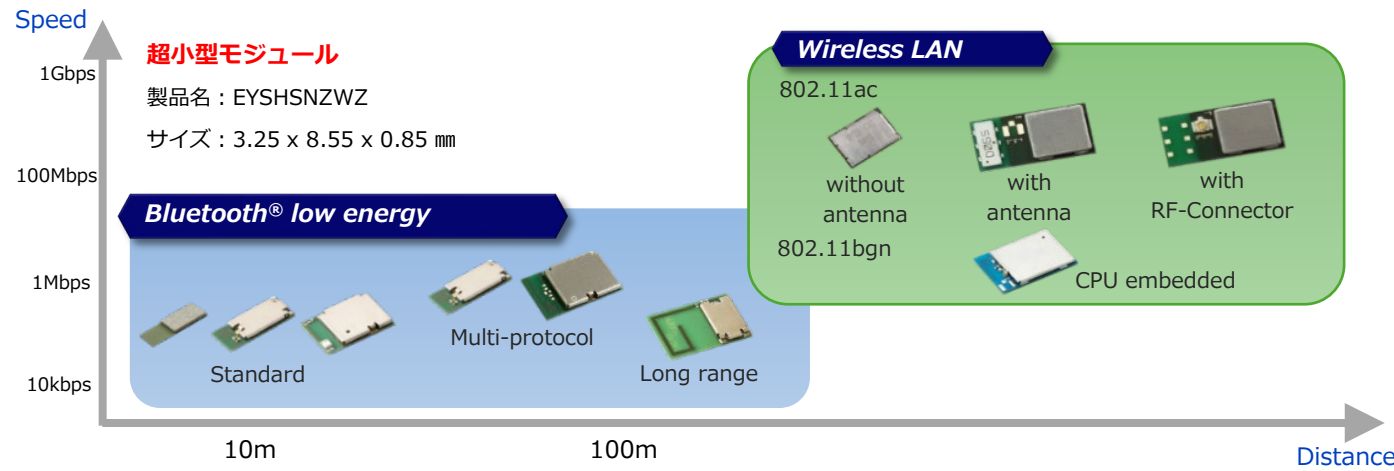 Speed
超小型モジュール
製品名：EYSHSNZWZ
サイズ：3.25 x 8.55 x 0.85 ㎜
1Gbps
100Mbps
1Mbps
10kbps
Wireless LAN
802.11ac
without
antenna
with
antenna
with
RF-Connector
802.11bgn
CPU embedded
Bluetooth® low energy
Standard
Multi-protocol
Long range
10m
100m
Distance